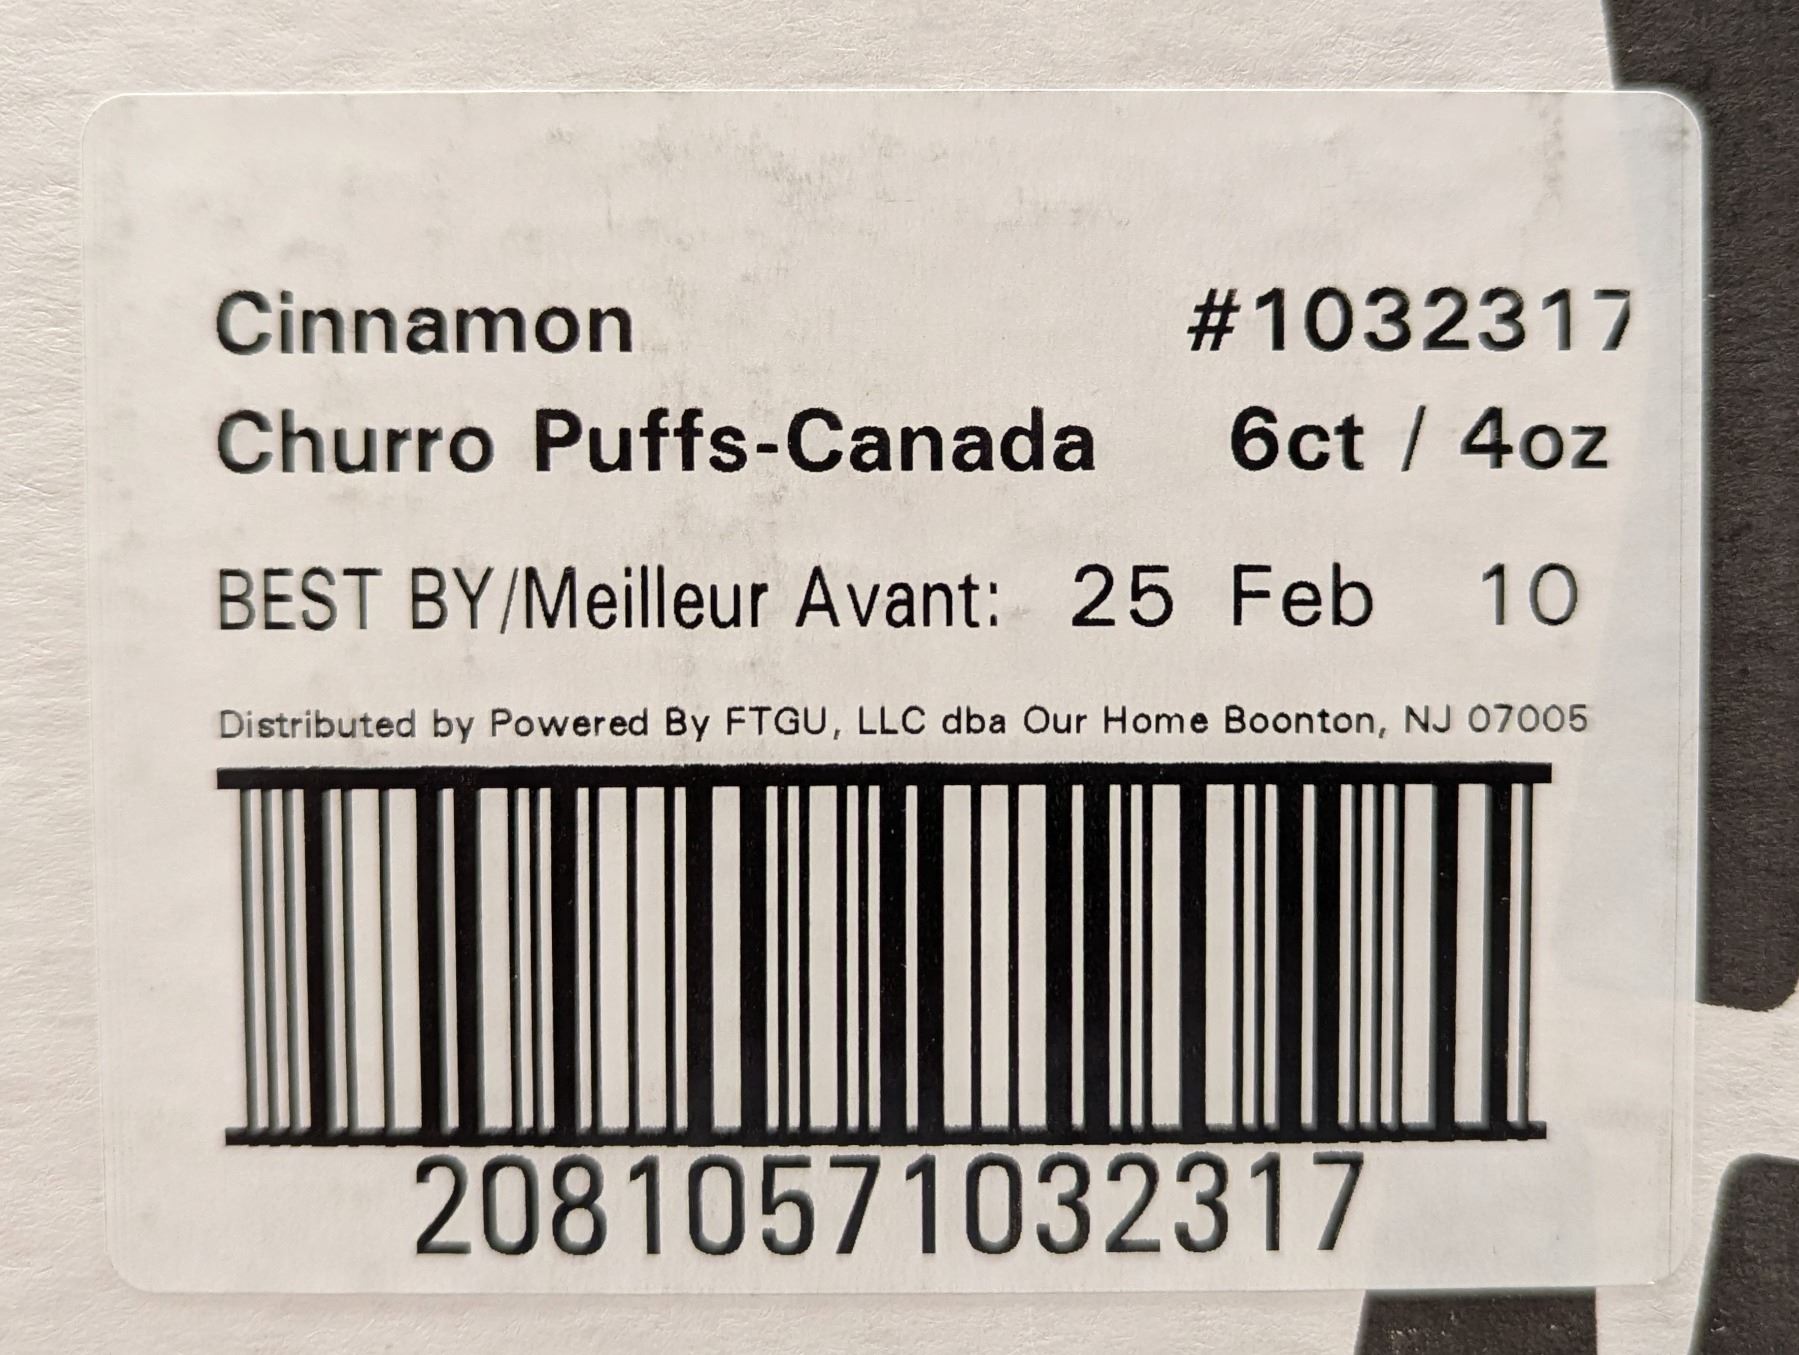 Cinnamon #1032317
Churro Puffs-Canada 6ct / 4oz
BEST BY/Meilleur Avant: 25 Feb 10
Distributed by Powered By FTGU, LLC dba Our Home Boonton, NJ 07005
20810571032317